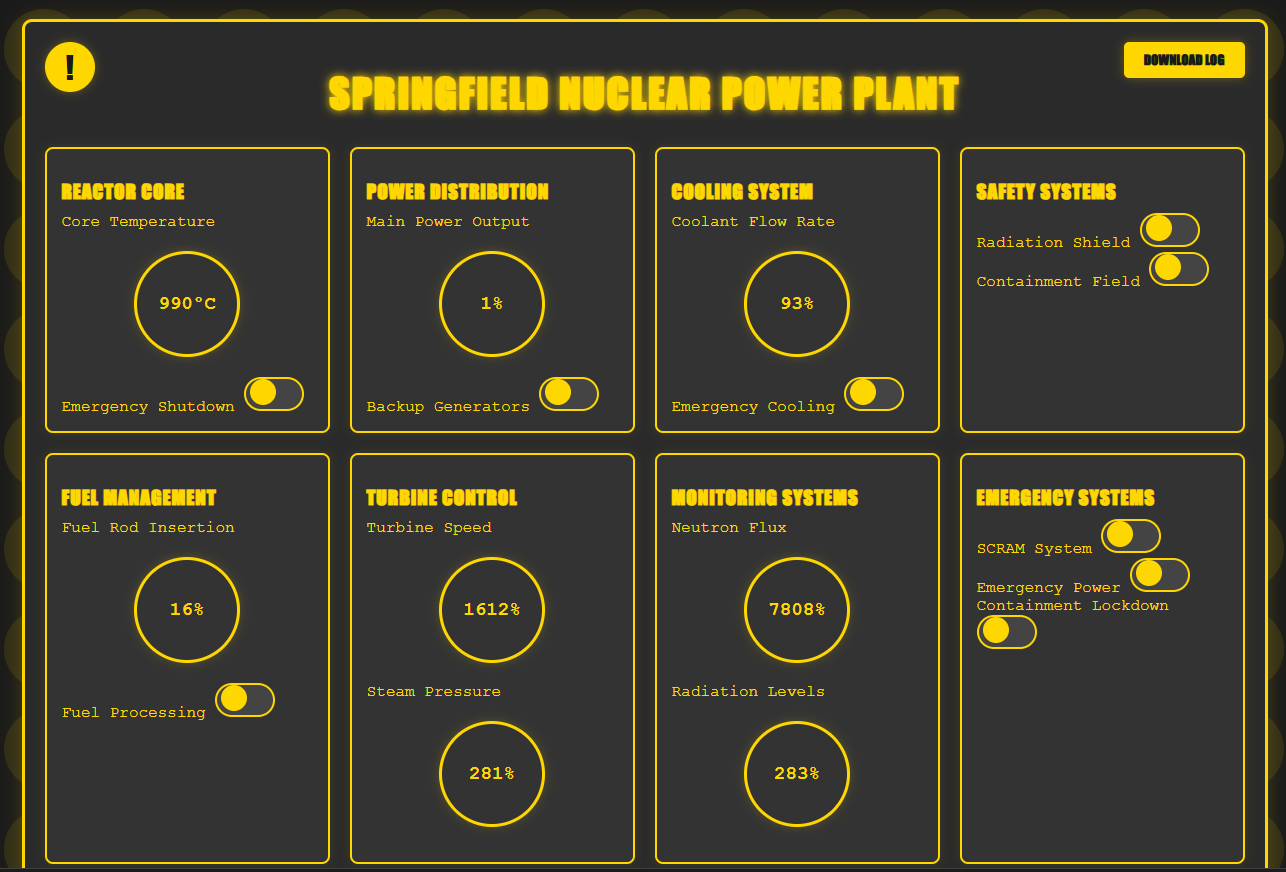 !
DOWNLOAD LOG
SPRINGFIELD NUCLEAR POWER PLANT
REACTOR CORE
Core Temperature
990°C
Emergency Shutdown
POWER DISTRIBUTION
Main Power Output
1%
Backup Generators
COOLING SYSTEM
Coolant Flow Rate
93%
Emergency Cooling
SAFETY SYSTEMS
Radiation Shield
Containment Field
FUEL MANAGEMENT
Fuel Rod Insertion
16%
Fuel Processing
TURBINE CONTROL
Turbine Speed
1612%
Steam Pressure
281%
MONITORING SYSTEMS
Neutron Flux
7808%
Radiation Levels
283%
EMERGENCY SYSTEMS
SCRAM System
Emergency Power
Containment Lockdown